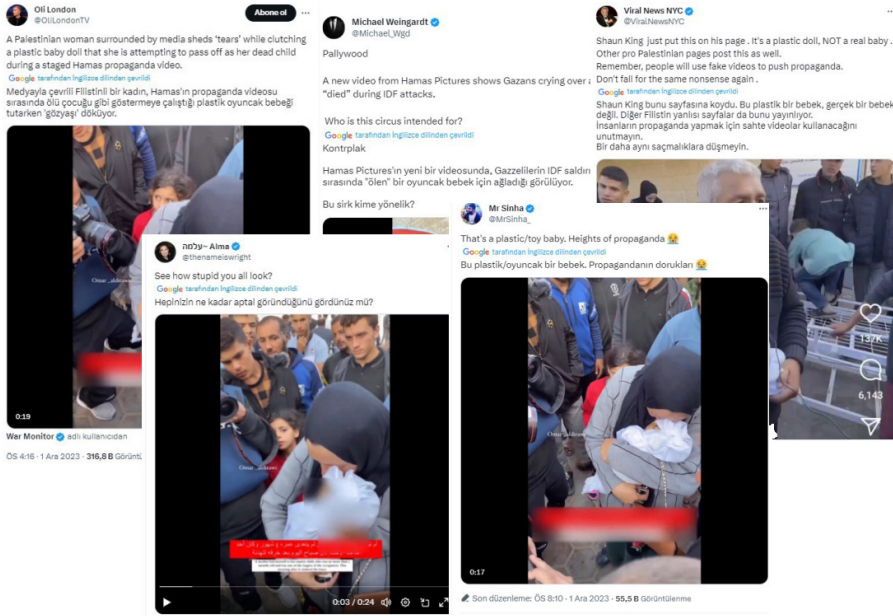 Oli London
@OliLondonTV
Abone ol
A Palestinian woman surrounded by media sheds 'tears' while clutching
a plastic baby doll that she is attempting to pass off as her dead child
during a staged Hamas propaganda video.
Google tarafından İngilizce dilinden çevrildi
Medyayla çevrili Filistinli bir kadın, Hamas'ın propaganda videosu
sırasında ölü çocuğu gibi göstermeye çalıştığı plastik oyuncak bebeği
tutarken 'gözyaşı' döküyor.
0:19
War Monitor adlı kullanıcıdan
ÖS 4:16 · 1 Ara 2023 · 316,8 B
Michael Weingardt
@Michael_Wgd
Pallywood
A new video from Hamas Pictures shows Gazans crying over
"died" during IDF attacks.
Who is this circus intended for?
Google tarafından İngilizce dilinden çevrildi
Kontrplak
Hamas Pictures'ın yeni bir videosunda, Gazzelilerin IDF
sırasında "ölen" bir oyuncak bebek için ağladığı görülüyor.
Bu sirk kime yönelik?
Viral News NYC
@ViralNewsNYC
Shaun King just put this on his page . It's a plastic doll, NOT a real baby .
Other pro Palestinian pages post this as well.
Remember, people will use fake videos to push propaganda.
Don't fall for the same nonsense again .
Google tarafından İngilizce dilinden çevrildi
Shaun King bunu sayfasına koydu. Bu plastik bir bebek, gerçek bir bebek
değil. Diğer Filistin yanlısı sayfalar da bunu yayınlıyor.
İnsanların propaganda yapmak için sahte videolar kullanacağını
unutmayın.
Bir daha aynı saçmalıklara düşmeyin.
137K
6,143
עלמה~ Alma
@thenameiswright
See how stupid you all look?
Google tarafından İngilizce dilinden çevrildi
Hepinizin ne kadar aptal göründüğünü gördünüz mü?
0:03 / 0:24
Mr Sinha
@MrSinha_
That's a plastic/toy baby. Heights of propaganda 😭
Google tarafından İngilizce dilinden çevrildi
Bu plastik/oyuncak bir bebek. Propagandanın dorukları 😭
0:17
Son düzenleme: ÖS 8:10 · 1 Ara 2023 · 55,5 B Görüntülenme